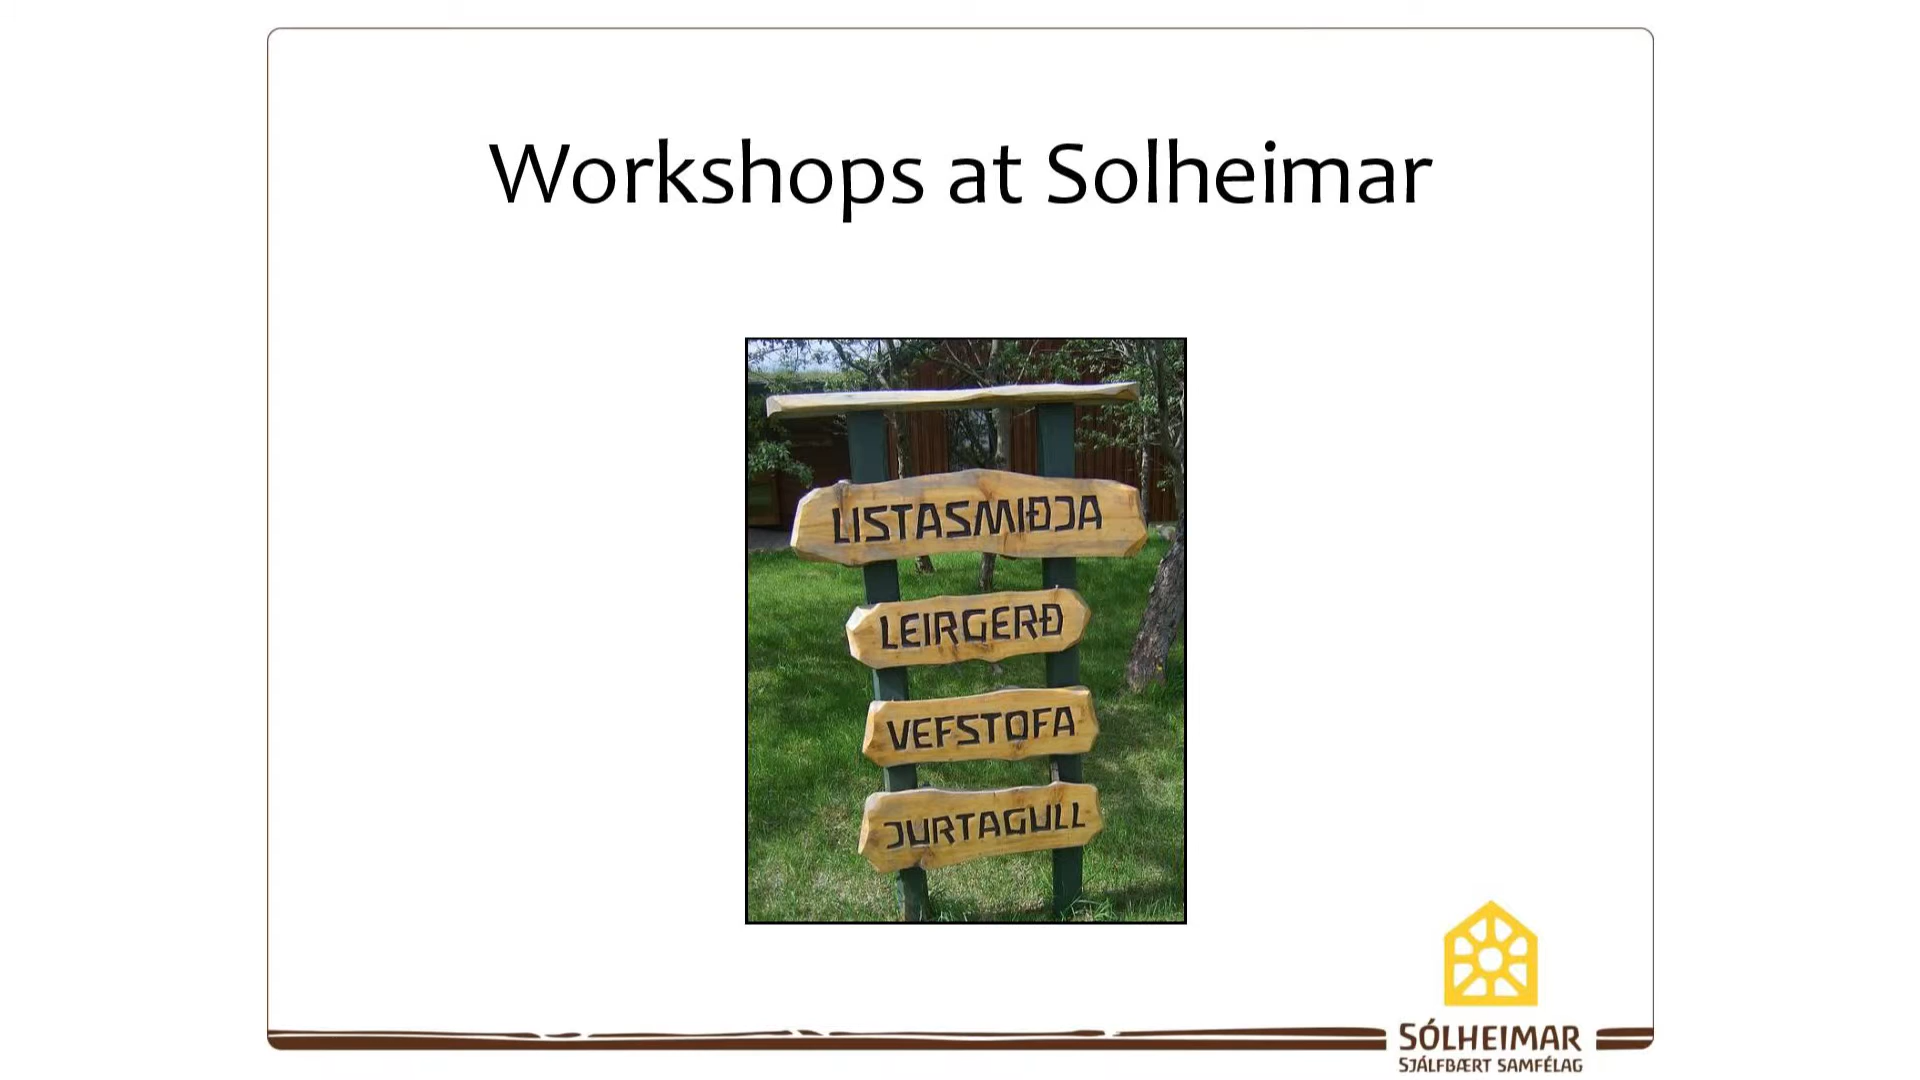 Workshops at Solheimar
LISTASMIÐJA
LEIRGERÐ
VEFSTOFA
JURTAGULL
SÓLHEIMAR
SJÁLFBÆRT SAMFÉLAG